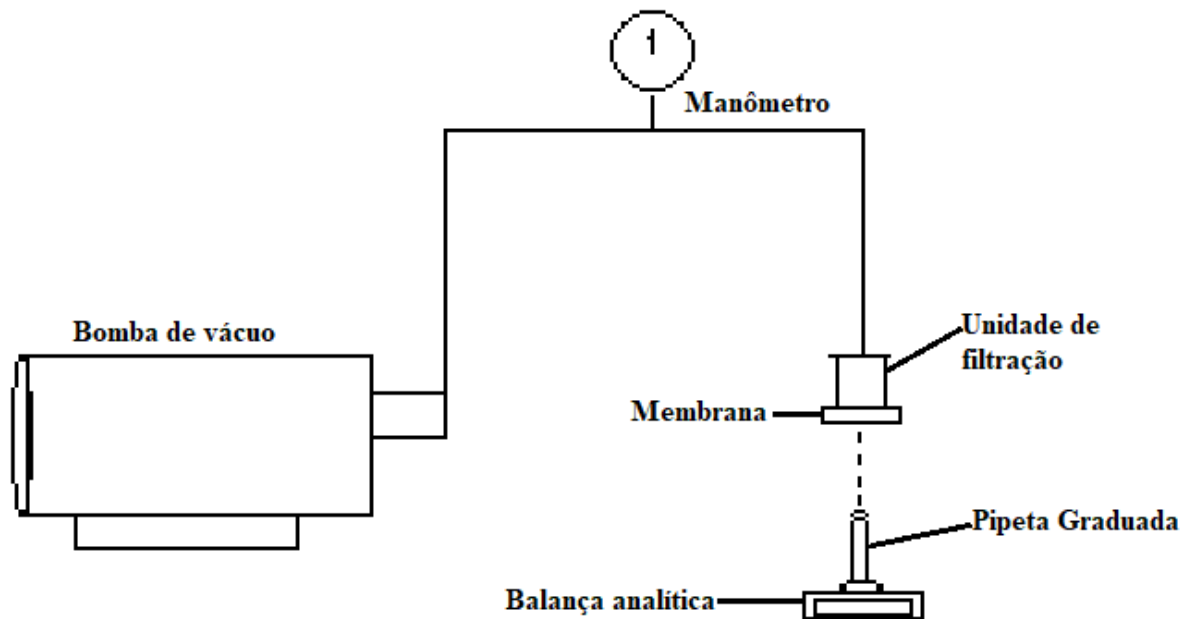 1
Manômetro
Bomba de vácuo
Unidade de
filtração
Membrana
Pipeta Graduada
Balança analítica